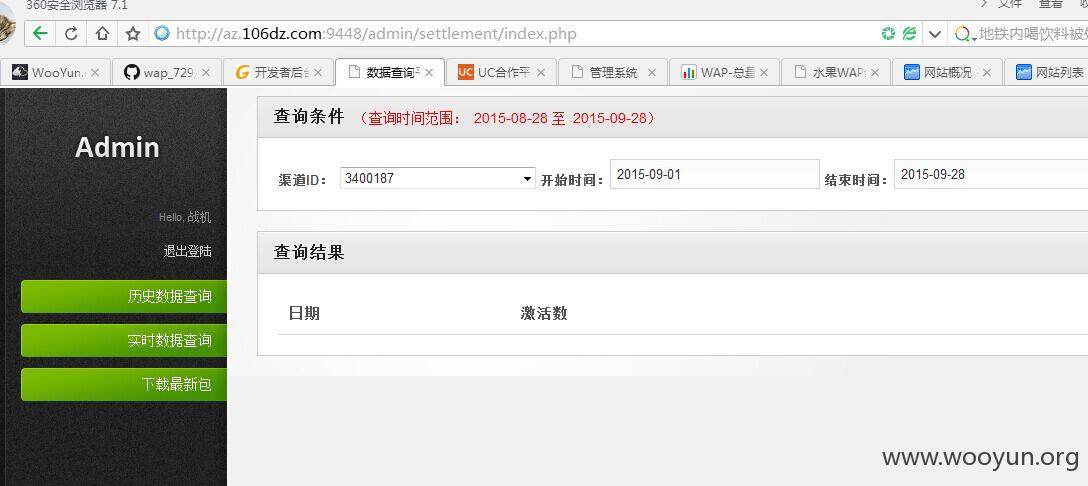 360安全浏览器 7.1
文件 查看
http://az.106dz.com:9448/admin/settlement/index.php
地铁内喝饮料被
WooYun. wap_729 开发者后 数据查询 UC合作平 管理系统 WAP-总 水果WAP 网站概况 网站列表
查询条件 （查询时间范围： 2015-08-28 至 2015-09-28）
Admin
渠道ID： 3400187 开始时间： 2015-09-01 结束时间： 2015-09-28
Hello, 战机
退出登陆
查询结果
历史数据查询
日期 激活数
实时数据查询
下载最新包
www.wooyun.org